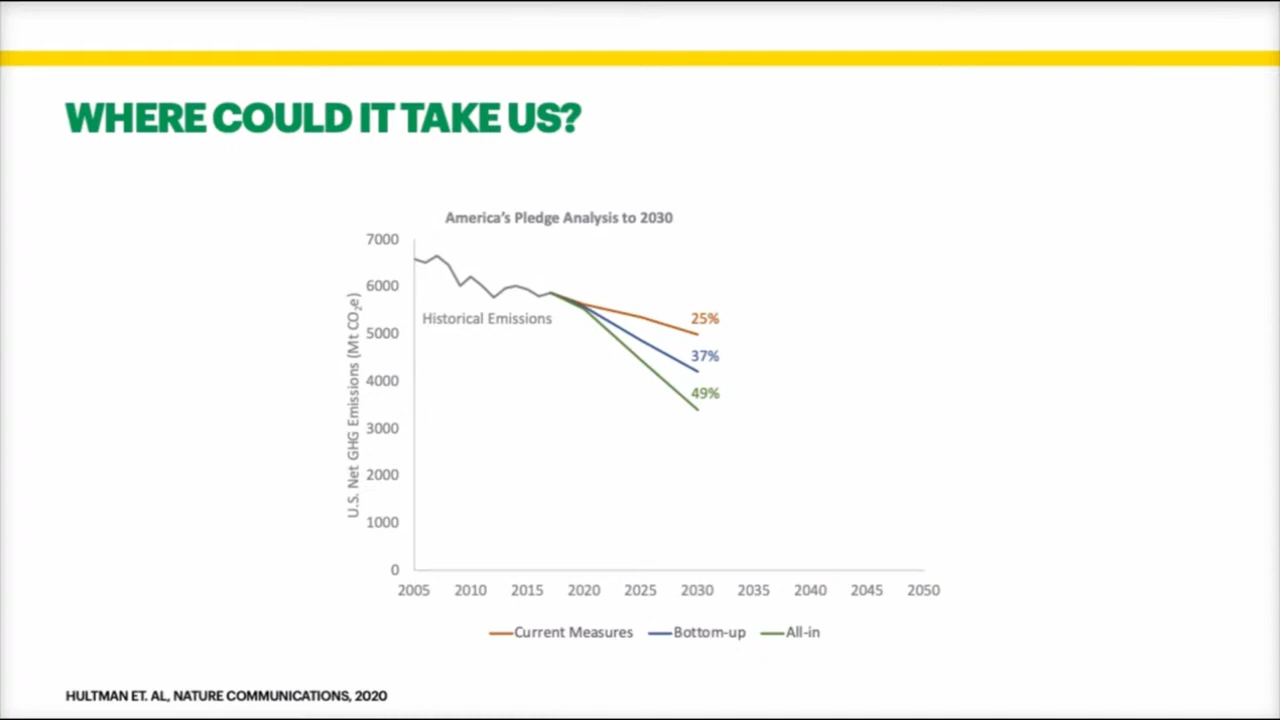 WHERE COULD IT TAKE US?
America's Pledge Analysis to 2030
U.S. Net GHG Emissions (Mt CO₂e)
7000
6000
5000
4000
3000
2000
1000
0
Historical Emissions
25%
37%
49%
2005 2010 2015 2020 2025 2030 2035 2040 2045 2050
Current Measures Bottom-up All-in
HULTMAN ET. AL, NATURE COMMUNICATIONS, 2020